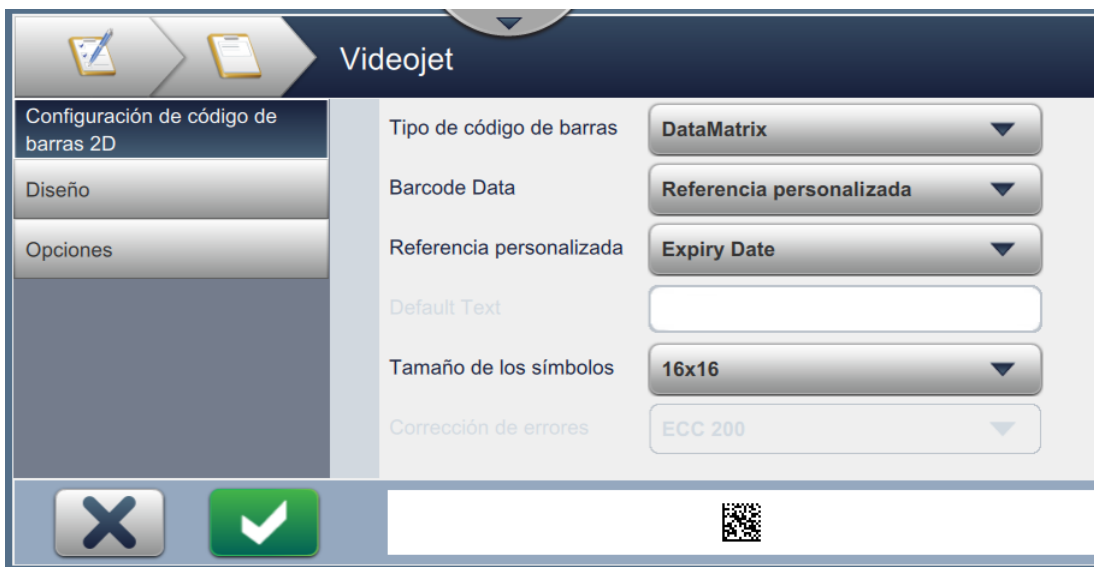 Videojet
Configuración de código de
barras 2D
Diseño
Opciones
Tipo de código de barras
DataMatrix
Barcode Data
Referencia personalizada
Referencia personalizada
Expiry Date
Default Text
Tamaño de los símbolos
16x16
Corrección de errores
ECC 200